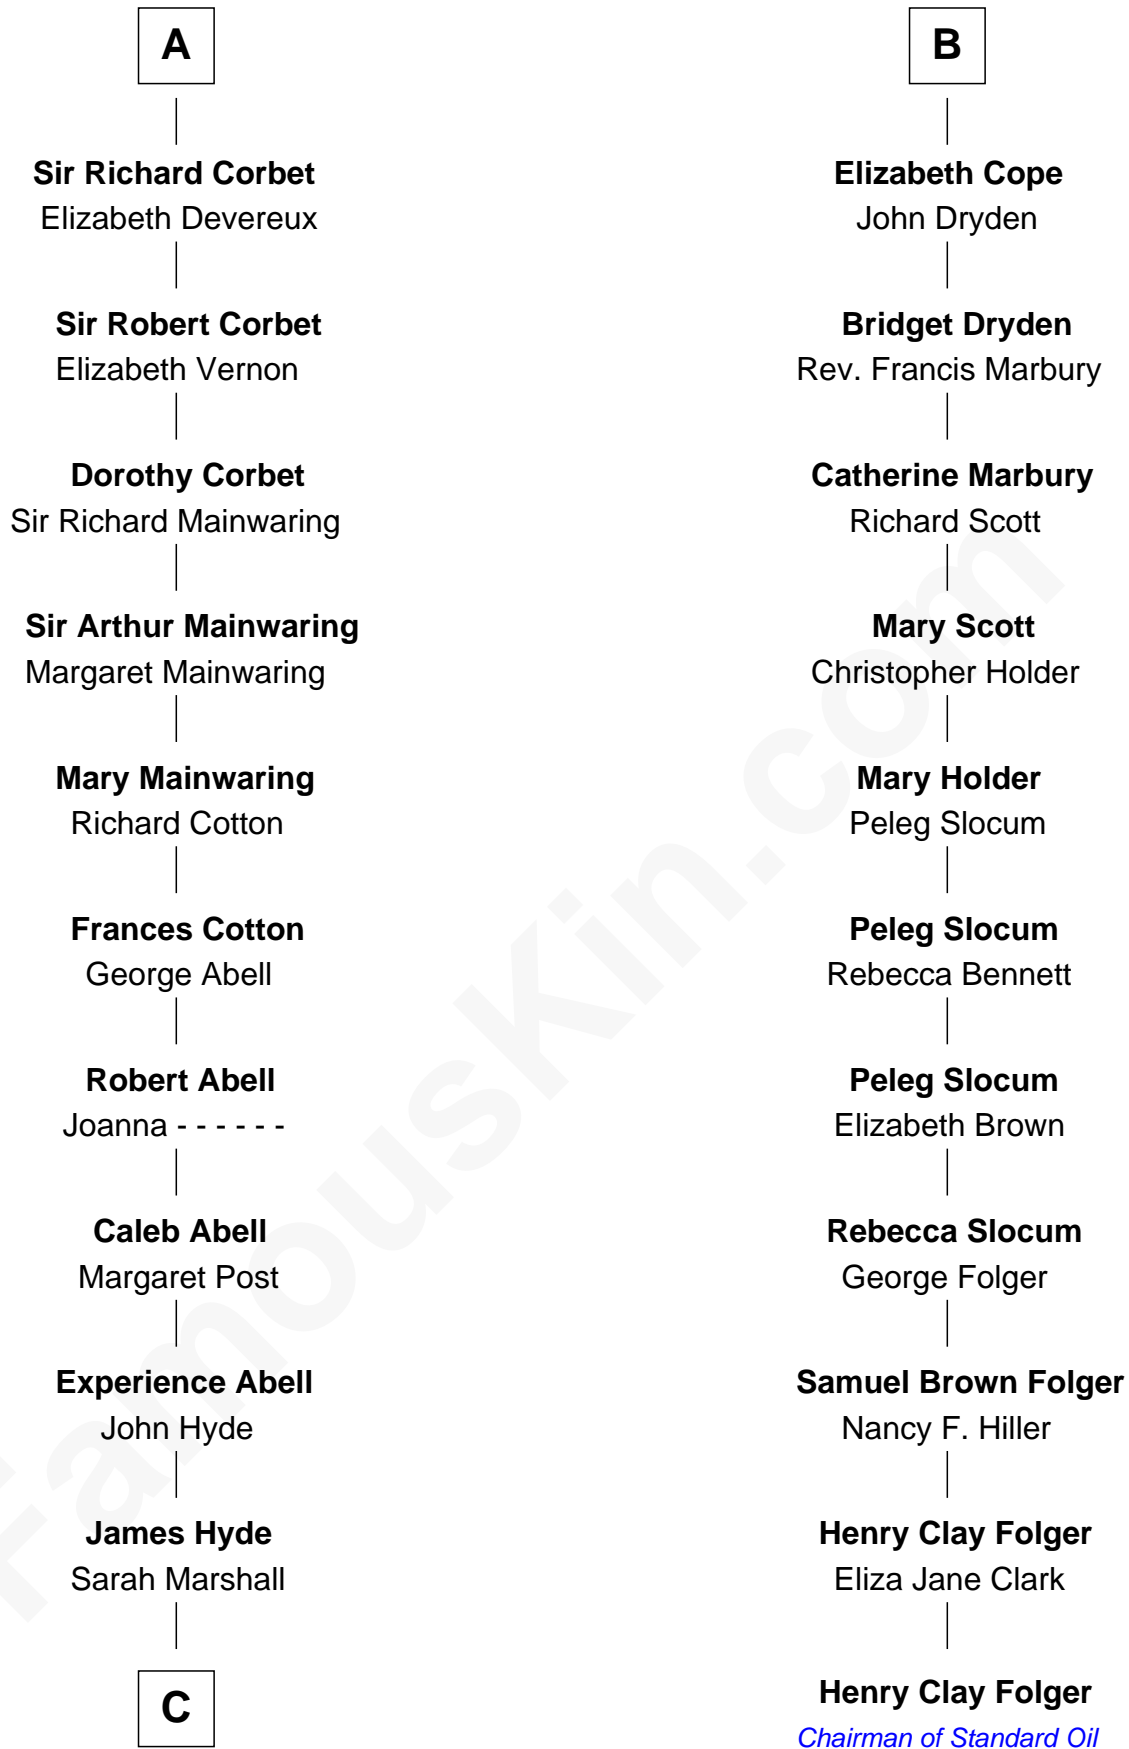 A
Sir Richard Corbet
Elizabeth Devereux
Sir Robert Corbet
Elizabeth Vernon
Dorothy Corbet
Sir Richard Mainwaring
Sir Arthur Mainwaring
Margaret Mainwaring
Mary Mainwaring
Richard Cotton
Frances Cotton
George Abell
Robert Abell
Joanna - - - - - -
Caleb Abell
Margaret Post
Experience Abell
John Hyde
James Hyde
Sarah Marshall
C
B
Elizabeth Cope
John Dryden
Bridget Dryden
Rev. Francis Marbury
Catherine Marbury
Richard Scott
Mary Scott
Christopher Holder
Mary Holder
Peleg Slocum
Peleg Slocum
Rebecca Bennett
Peleg Slocum
Elizabeth Brown
Rebecca Slocum
George Folger
Samuel Brown Folger
Nancy F. Hiller
Henry Clay Folger
Eliza Jane Clark
Henry Clay Folger
Chairman of Standard Oil
FamousKin.com